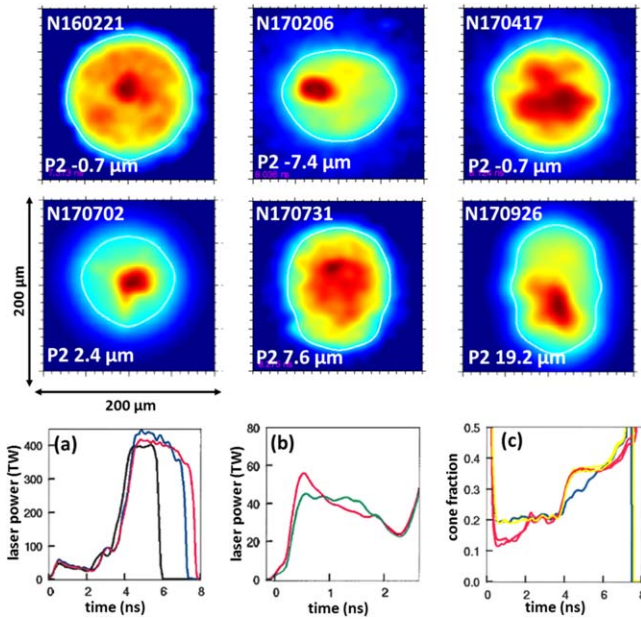 N160221
P2 -0.7 μm
N170206
P2 -7.4 μm
N170417
P2 -0.7 μm
N170702
P2 2.4 μm
N170731
P2 7.6 μm
N170926
P2 19.2 μm
200 μm
200 μm
(a)
laser power (TW)
400
300
200
100
0
0 2 4 6 8
time (ns)
(b)
laser power (TW)
80
60
40
20
0
0 1 2
time (ns)
(c)
cone fraction
0.5
0.4
0.3
0.2
0.1
0.0
0 2 4 6 8
time (ns)